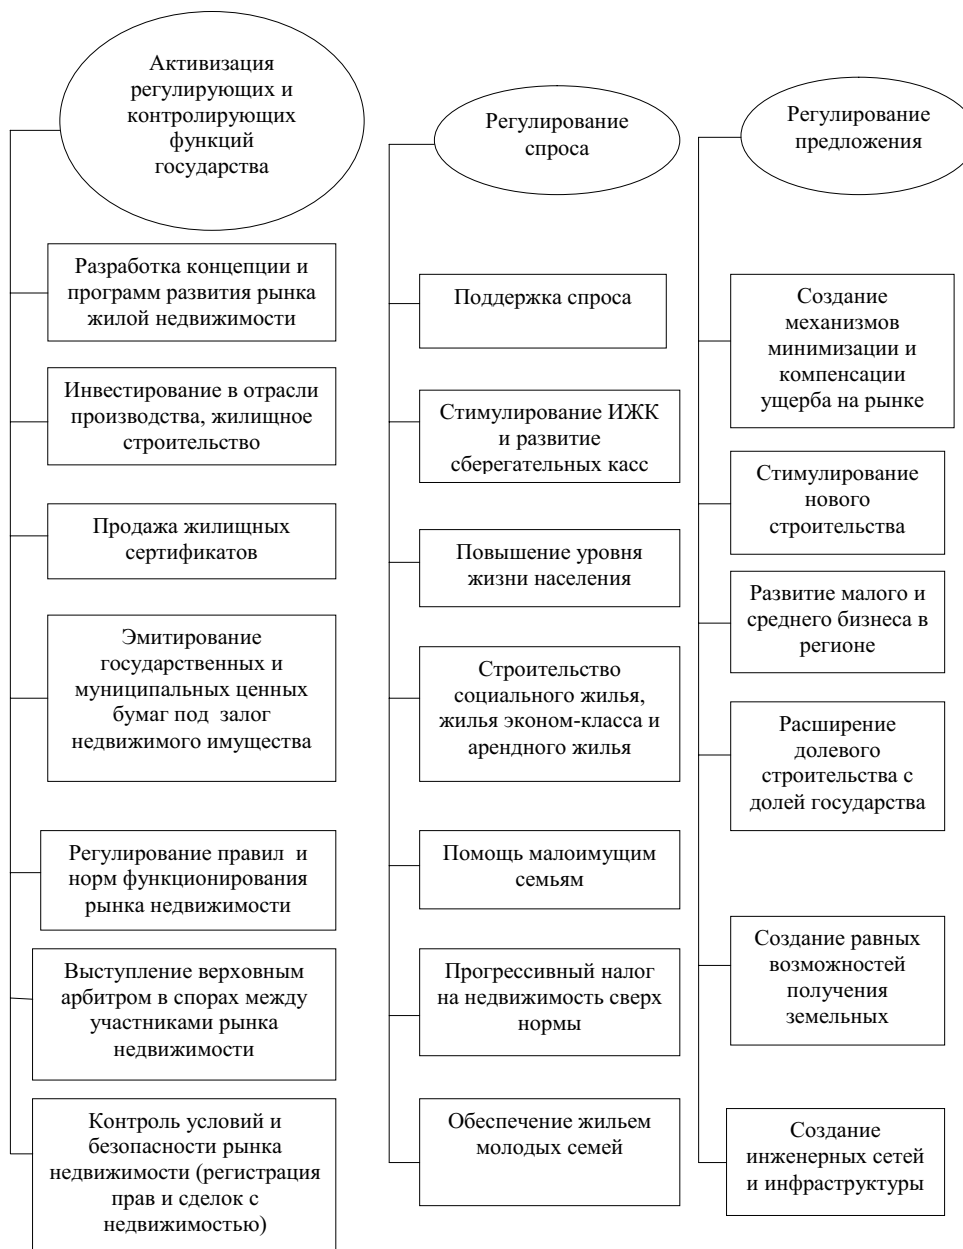 Активизация
регулирующих и
контролирующих
функций
государства
Разработка концепции и
программ развития рынка
жилой недвижимости
Инвестирование в отрасли
производства, жилищное
строительство
Продажа жилищных
сертификатов
Эмитирование
государственных и
муниципальных ценных
бумаг под залог
недвижимого имущества
Регулирование правил и
норм функционирования
рынка недвижимости
Выступление верховным
арбитром в спорах между
участниками рынка
недвижимости
Контроль условий и
безопасности рынка
недвижимости (регистрация
прав и сделок с
недвижимостью)
Регулирование
спроса
Поддержка спроса
Стимулирование ИЖК
и развитие
сберегательных касс
Повышение уровня
жизни населения
Строительство
социального жилья,
жилья эконом-класса и
арендного жилья
Помощь малоимущим
семьям
Прогрессивный налог
на недвижимость сверх
нормы
Обеспечение жильем
молодых семей
Регулирование
предложения
Создание
механизмов
минимизации и
компенсации
ущерба на рынке
Стимулирование
нового
строительства
Развитие малого и
среднего бизнеса в
регионе
Расширение
долевого
строительства с
долей государства
Создание равных
возможностей
получения
земельных
Создание
инженерных сетей
и инфраструктуры